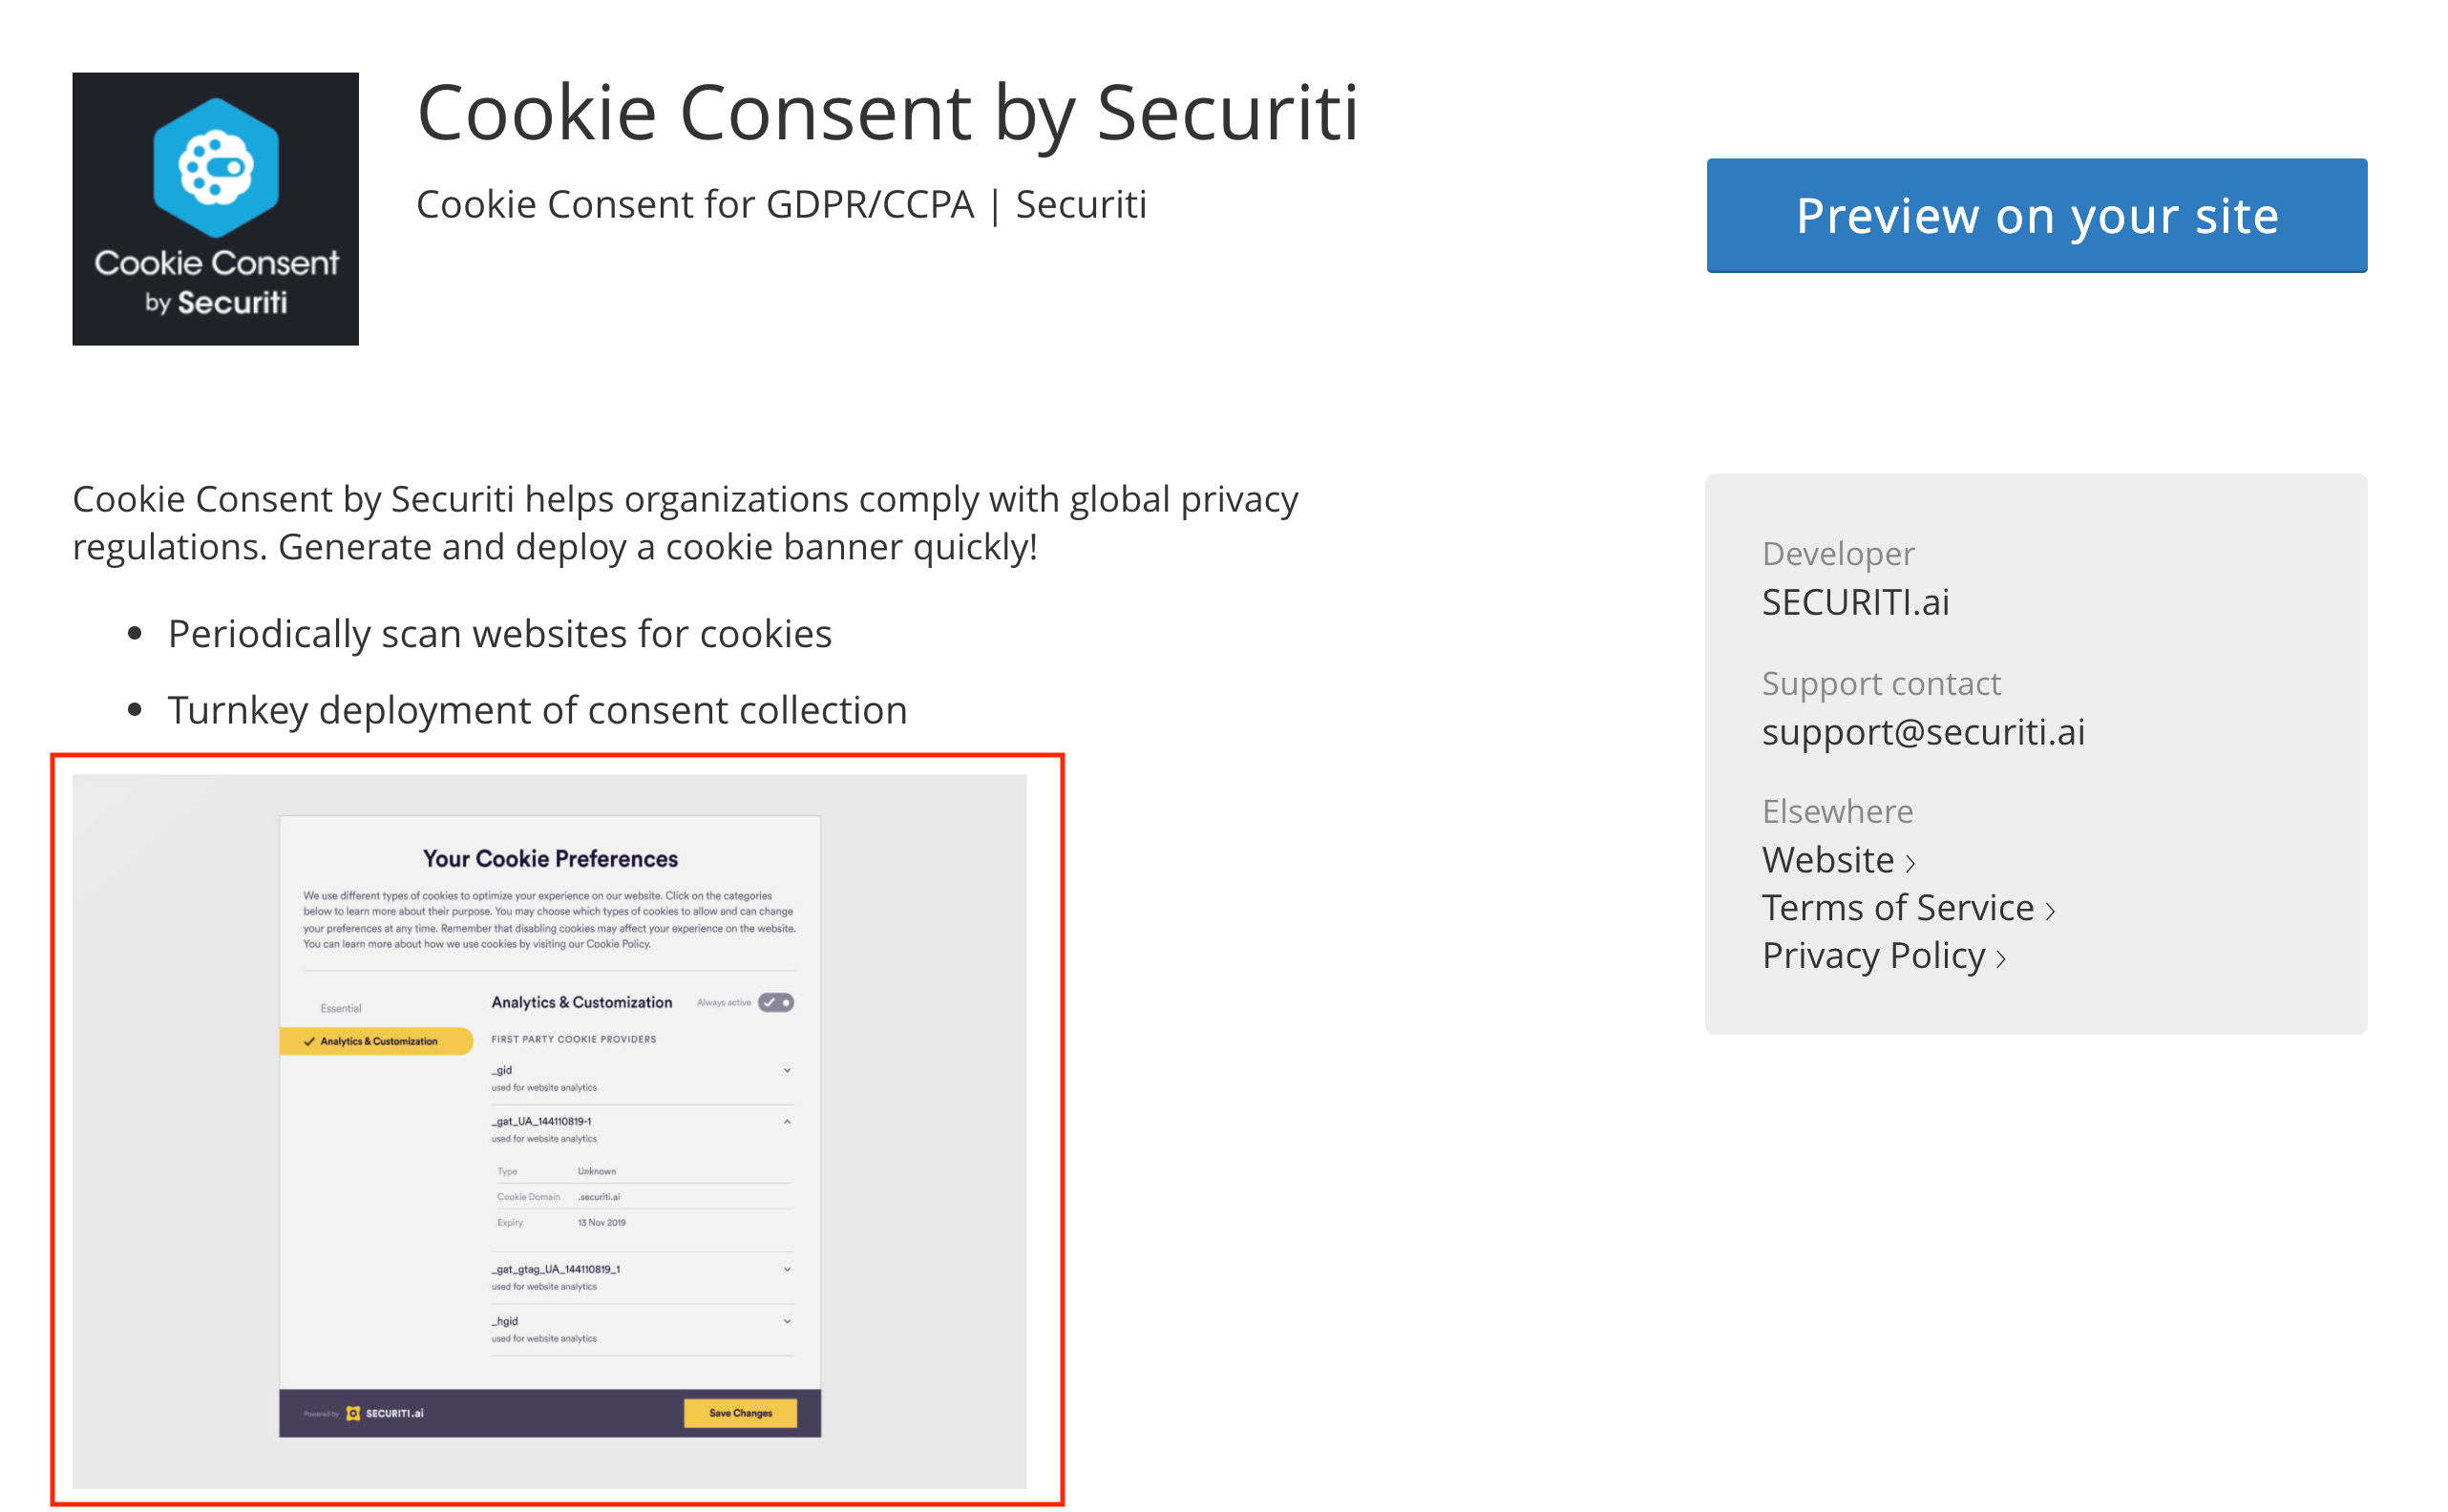 Cookie Consent
by Securiti
Cookie Consent by Securiti
Cookie Consent for GDPR/CCPA | Securiti
Preview on your site
Cookie Consent by Securiti helps organizations comply with global privacy
regulations. Generate and deploy a cookie banner quickly!
• Periodically scan websites for cookies
• Turnkey deployment of consent collection
Your Cookie Preferences
We use different types of cookies to optimize your experience on our website. Click on the categories
below to learn more about their purpose. You may choose which types of cookies to allow and can change
your preferences at any time. Remember that disabling cookies may affect your experience on the website.
You can learn more about how we use cookies by visiting our Cookie Policy.
Essential
Analytics & Customization
Analytics & Customization Always active
FIRST PARTY COOKIE PROVIDERS
_gid
used for website analytics
_gat_UA_144110819-1
used for website analytics
Type Unknown
Cookie Domain .securiti.ai
Expiry 13 Nov 2019
_gat_gtag_UA_144110819_1
used for website analytics
_hgid
used for website analytics
Powered by SECURITI.ai
Save Changes
Developer
SECURITI.ai
Support contact
support@securiti.ai
Elsewhere
Website ›
Terms of Service ›
Privacy Policy ›